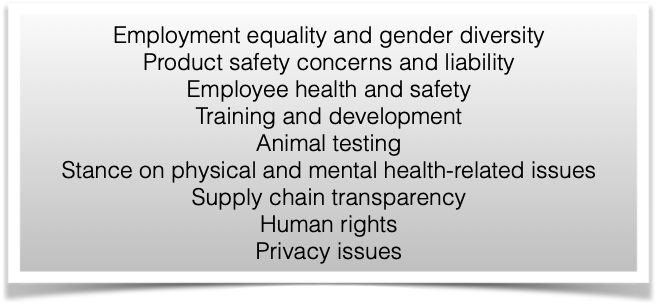 Employment equality and gender diversity
Product safety concerns and liability
Employee health and safety
Training and development
Animal testing
Stance on physical and mental health-related issues
Supply chain transparency
Human rights
Privacy issues